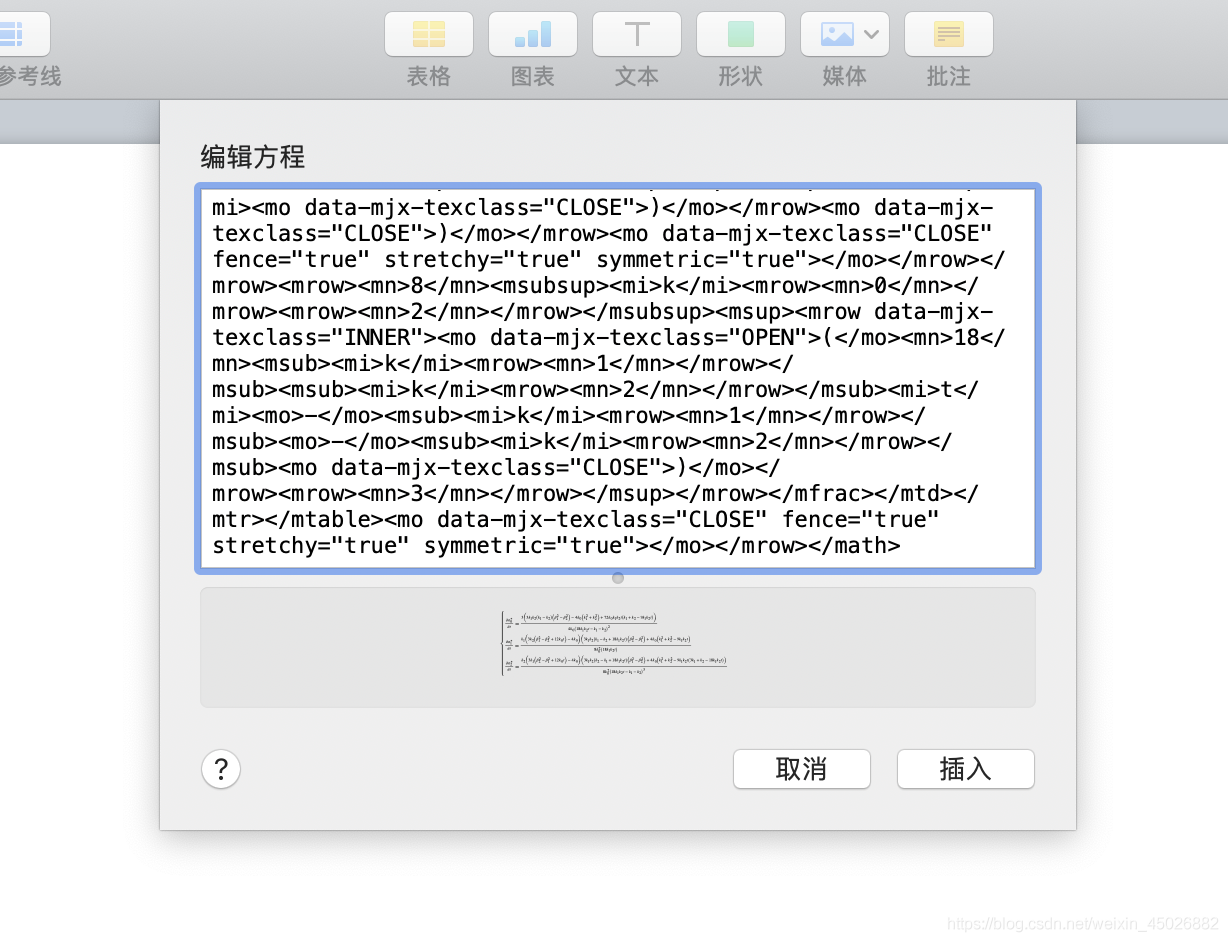 参考线
表格
图表
文本
形状
媒体
批注
编辑方程
mi><mo data-mjx-texclass="CLOSE">)</mo></mrow><mo data-mjx-
texclass="CLOSE">)</mo></mrow><mo data-mjx-texclass="CLOSE"
fence="true" stretchy="true" symmetric="true"></mo></mrow></
mrow><mrow><mn>8</mn><msubsup><mi>k</mi><mrow><mn>0</mn></
mrow><mrow><mn>2</mn></mrow></msubsup><msup><mrow data-mjx-
texclass="INNER"><mo data-mjx-texclass="OPEN">(</mo><mn>18</
mn><msub><mi>k</mi><mrow><mn>1</mn></mrow></
msub><msub><mi>k</mi><mrow><mn>2</mn></mrow></msub><mi>t</
mi><mo>−</mo><msub><mi>k</mi><mrow><mn>1</mn></mrow></
msub><mo>−</mo><msub><mi>k</mi><mrow><mn>2</mn></mrow></
msub><mo data-mjx-texclass="CLOSE">)</mo></
mrow><mrow><mn>3</mn></mrow></msup></mrow></mfrac></mtd></
mtr></mtable><mo data-mjx-texclass="CLOSE" fence="true"
stretchy="true" symmetric="true"></mo></mrow></math>
?
取消
插入
https://blog.csdn.net/weixin_45026882